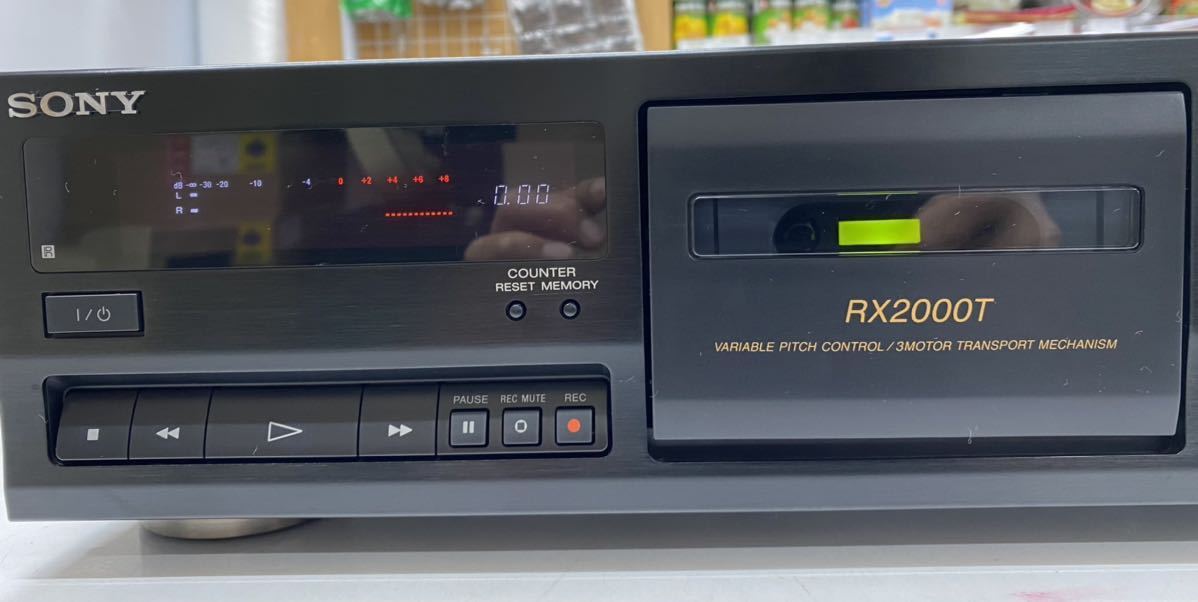 SONY
dB -∞ -30 -20 -10 -4 0 +2 +4 +6 +8
L
R
0.00
COUNTER
RESET MEMORY
I/⏻
PAUSE REC MUTE REC
RX2000T
VARIABLE PITCH CONTROL/3MOTOR TRANSPORT MECHANISM